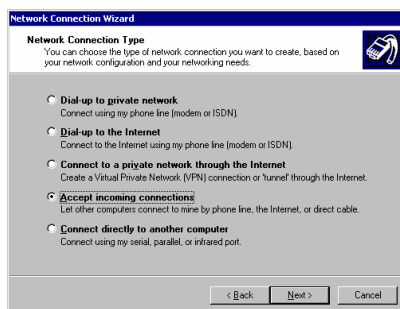 Network Connection Wizard
Network Connection Type
You can choose the type of network connection you want to create, based on
your network configuration and your networking needs.
Dial-up to private network
Connect using my phone line (modem or ISDN).
Dial-up to the Internet
Connect to the Internet using my phone line (modem or ISDN).
Connect to a private network through the Internet
Create a Virtual Private Network (VPN) connection or 'tunnel' through the Internet.
Accept incoming connections
Let other computers connect to mine by phone line, the Internet, or direct cable.
Connect directly to another computer
Connect using my serial, parallel, or infrared port.
< Back Next > Cancel